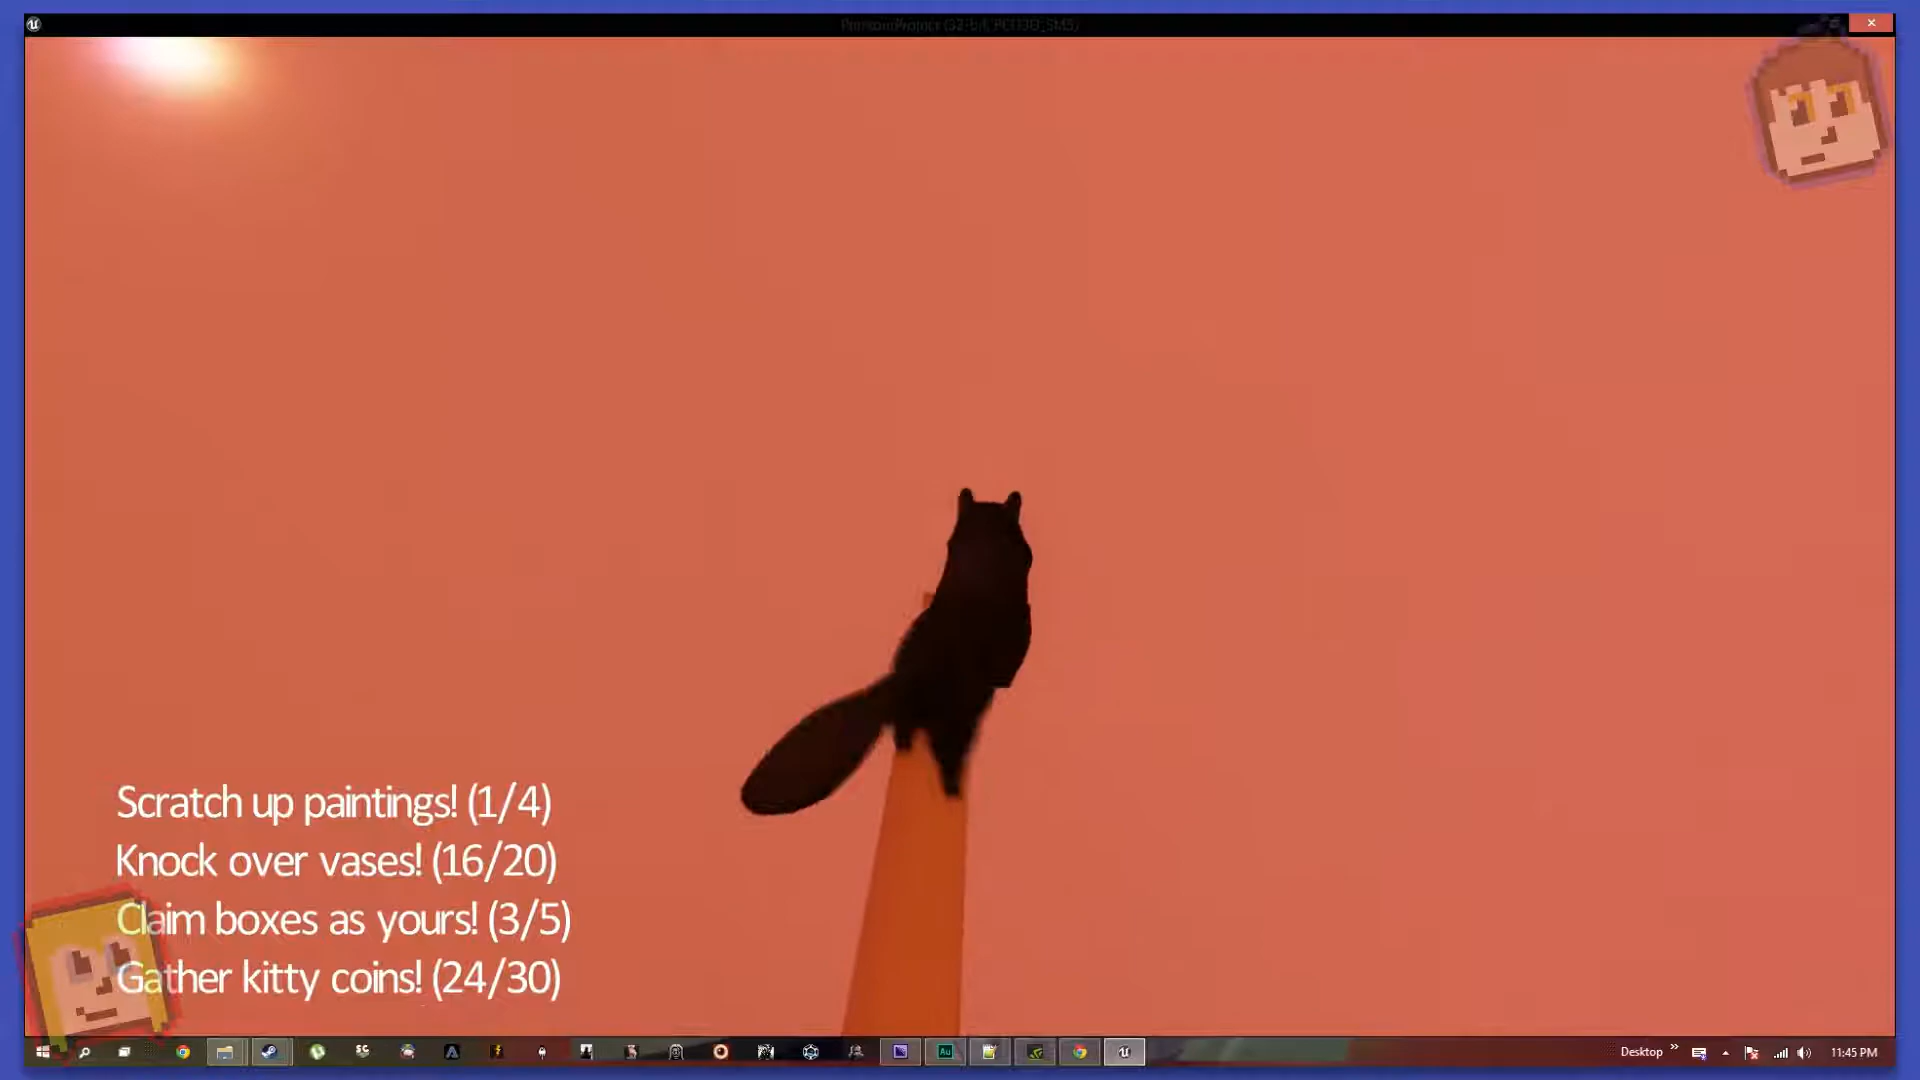 Scratch up paintings! (1/4)
Knock over vases! (16/20)
Claim boxes as yours! (3/5)
Gather kitty coins! (24/30)
Desktop
11:45 PM